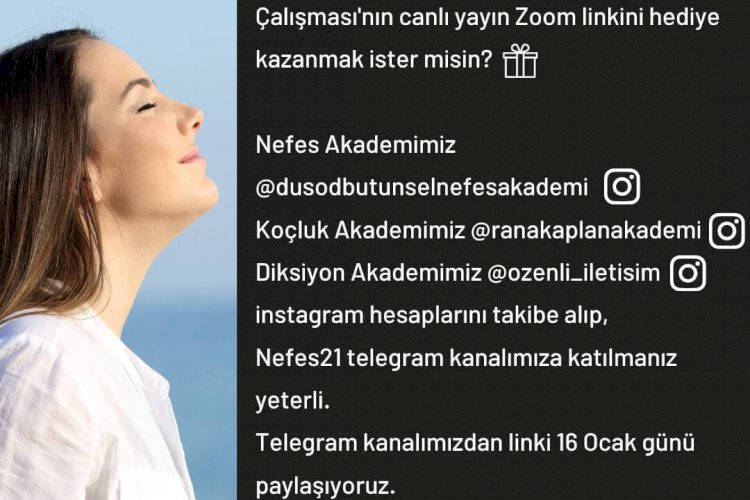 Çalışması'nın canlı yayın Zoom linkini hediye
kazanmak ister misin?
Nefes Akademimiz
@dusodbutunselnefesakademi
Koçluk Akademimiz @ranakaplanakademi
Diksiyon Akademimiz @ozenli_iletisim
instagram hesaplarını takibe alıp,
Nefes21 telegram kanalımıza katılmanız
yeterli.
Telegram kanalımızdan linki 16 Ocak günü
paylaşıyoruz.